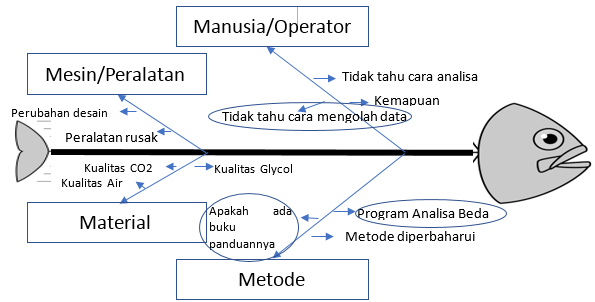 Manusia/Operator
Mesin/Peralatan
Tidak tahu cara analisa
Kemapuan
Perubahan desain
Tidak tahu cara mengolah data
Peralatan rusak
Kualitas CO2
Kualitas Glycol
Kualitas Air
Material
Apakah ada
buku
panduannya
Program Analisa Beda
Metode diperbaharui
Metode